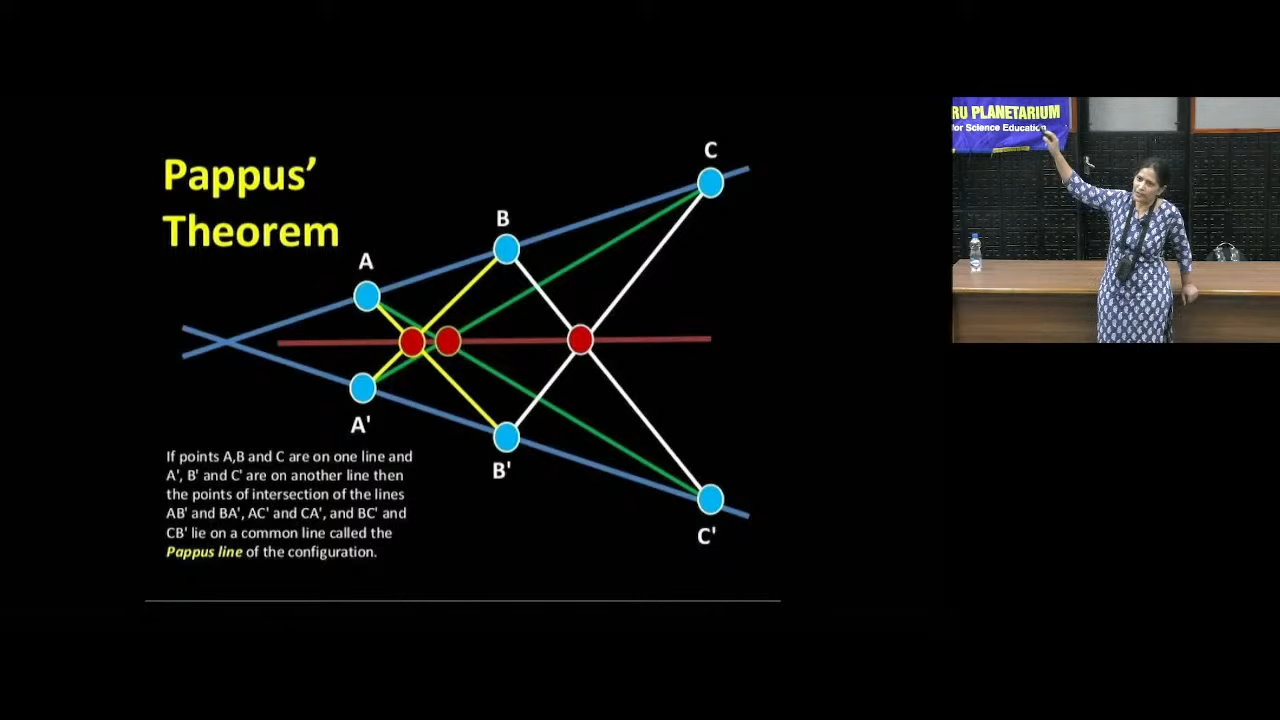 Pappus’
Theorem
C
B
A
A'
B'
C'
If points A,B and C are on one line and
A', B' and C' are on another line then
the points of intersection of the lines
AB' and BA', AC' and CA', and BC' and
CB' lie on a common line called the
Pappus line of the configuration.
RU PLANETARIUM
for Science Education